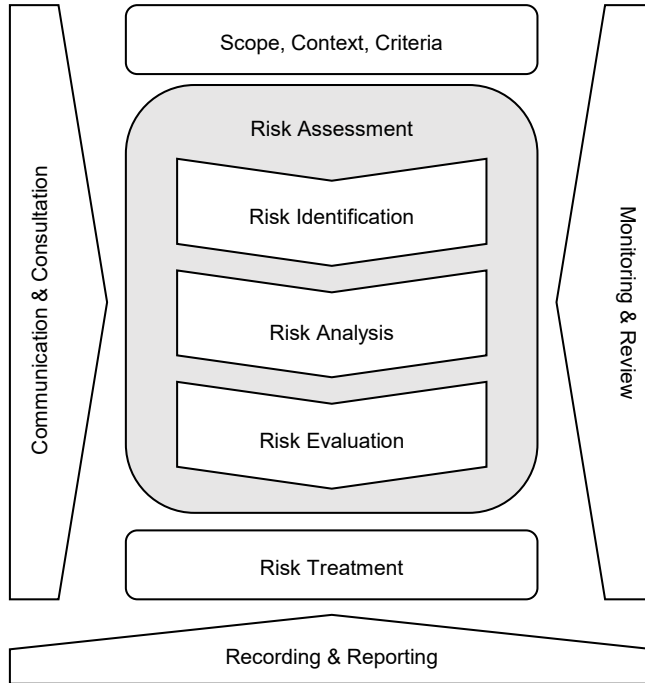 Scope, Context, Criteria
Risk Assessment
Risk Identification
Risk Analysis
Risk Evaluation
Communication & Consultation
Monitoring & Review
Risk Treatment
Recording & Reporting